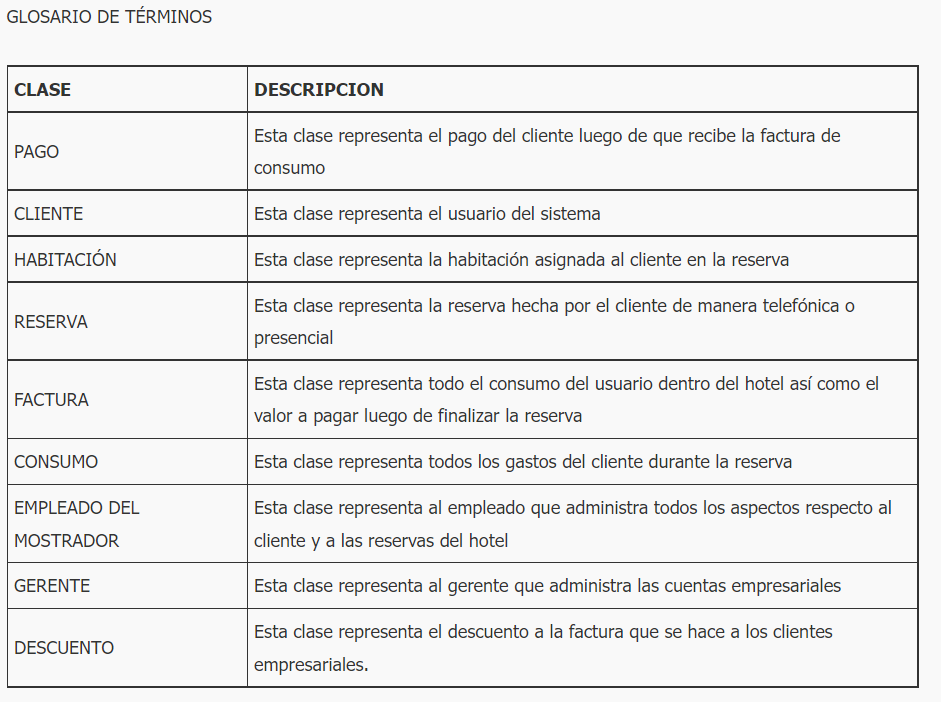 GLOSARIO DE TÉRMINOS
CLASE DESCRIPCION
PAGO
Esta clase representa el pago del cliente luego de que recibe la factura de
consumo
CLIENTE Esta clase representa el usuario del sistema
HABITACIÓN Esta clase representa la habitación asignada al cliente en la reserva
RESERVA
Esta clase representa la reserva hecha por el cliente de manera telefónica o
presencial
FACTURA
Esta clase representa todo el consumo del usuario dentro del hotel así como el
valor a pagar luego de finalizar la reserva
CONSUMO Esta clase representa todos los gastos del cliente durante la reserva
EMPLEADO DEL
MOSTRADOR
Esta clase representa al empleado que administra todos los aspectos respecto al
cliente y a las reservas del hotel
GERENTE Esta clase representa al gerente que administra las cuentas empresariales
DESCUENTO
Esta clase representa el descuento a la factura que se hace a los clientes
empresariales.